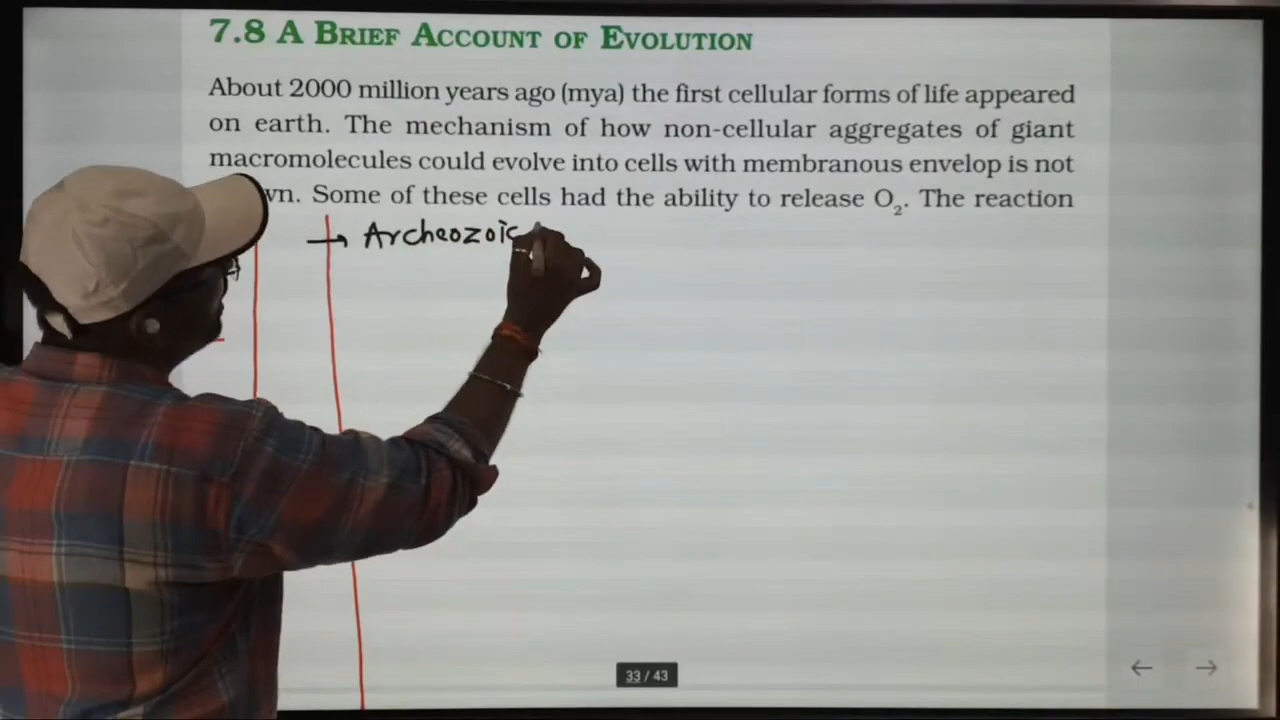 7.8 A Brief Account of Evolution
About 2000 million years ago (mya) the first cellular forms of life appeared
on earth. The mechanism of how non-cellular aggregates of giant
macromolecules could evolve into cells with membranous envelop is not
Some of these cells had the ability to release O₂. The reaction
→ Archeozoic
33 / 43